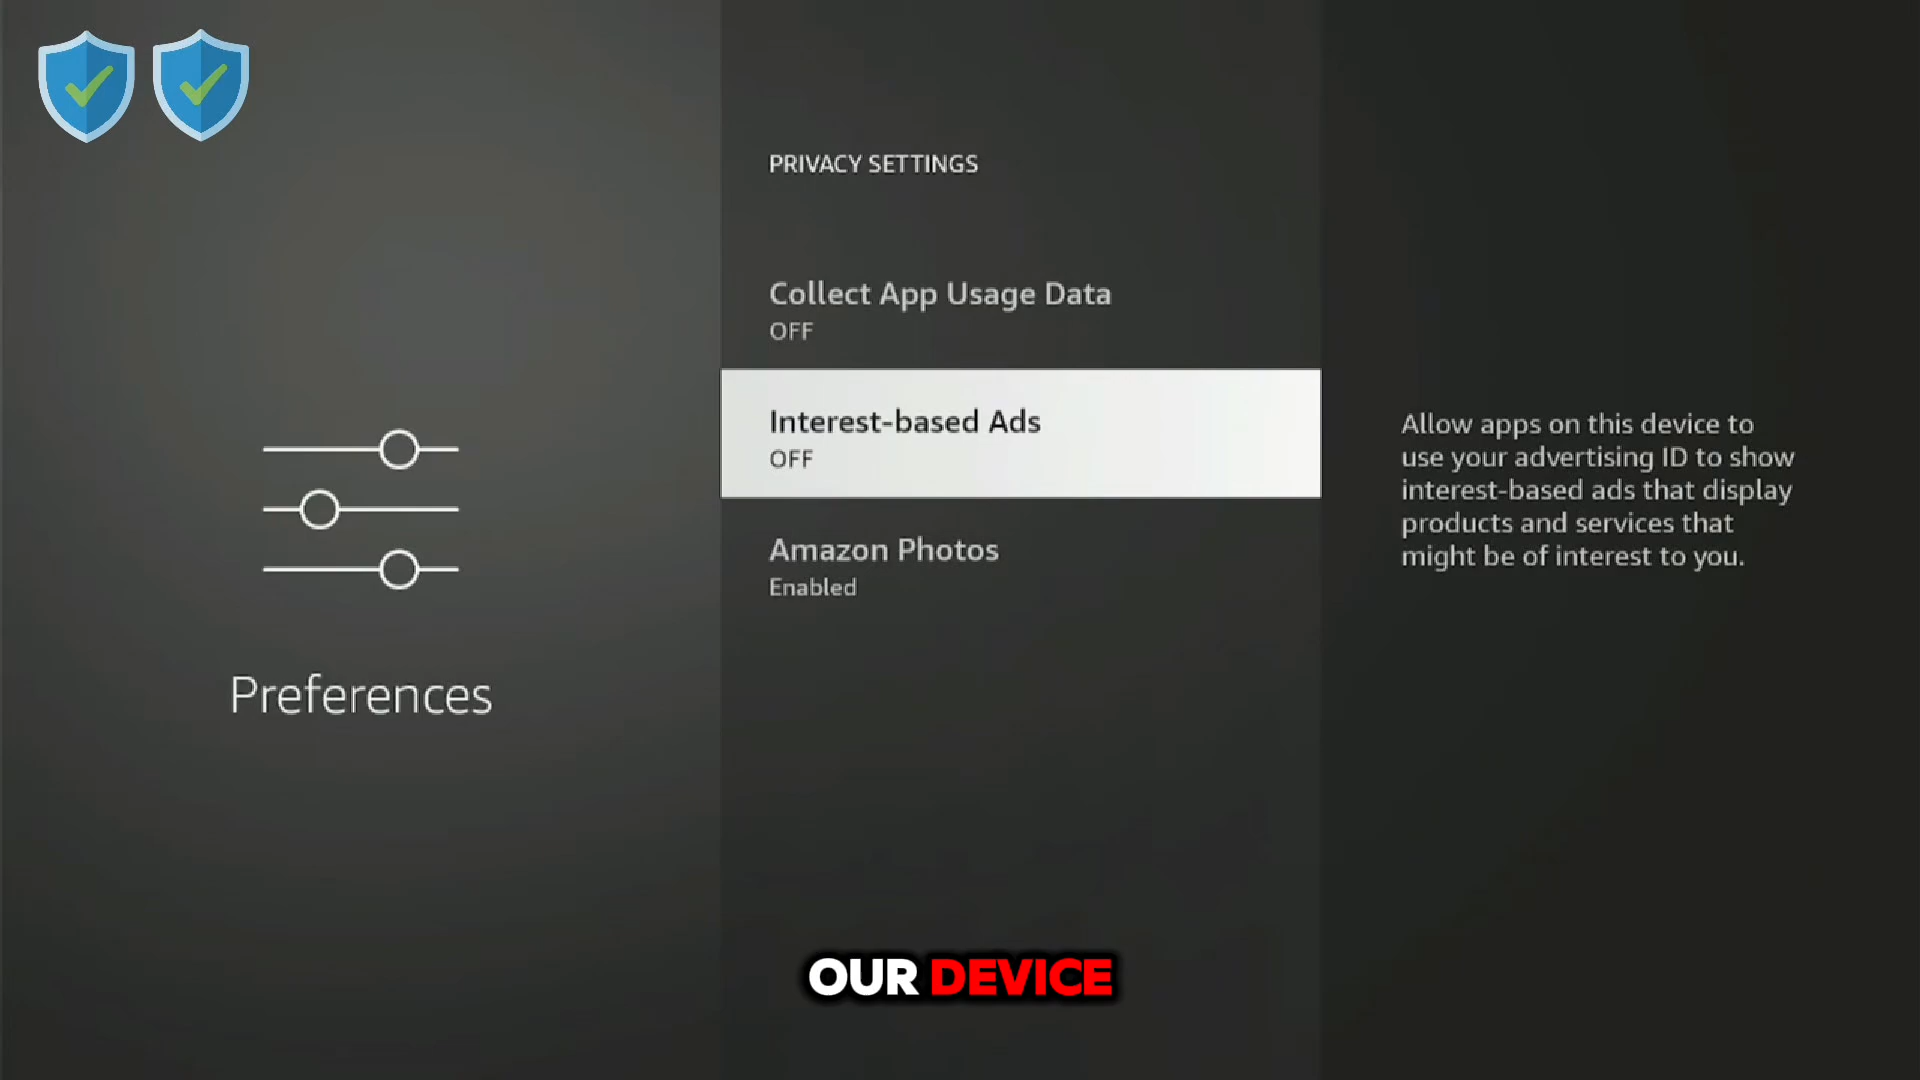 PRIVACY SETTINGS
Collect App Usage Data
OFF
Interest-based Ads
OFF
Amazon Photos
Enabled
Preferences
Allow apps on this device to
use your advertising ID to show
interest-based ads that display
products and services that
might be of interest to you.
OUR DEVICE